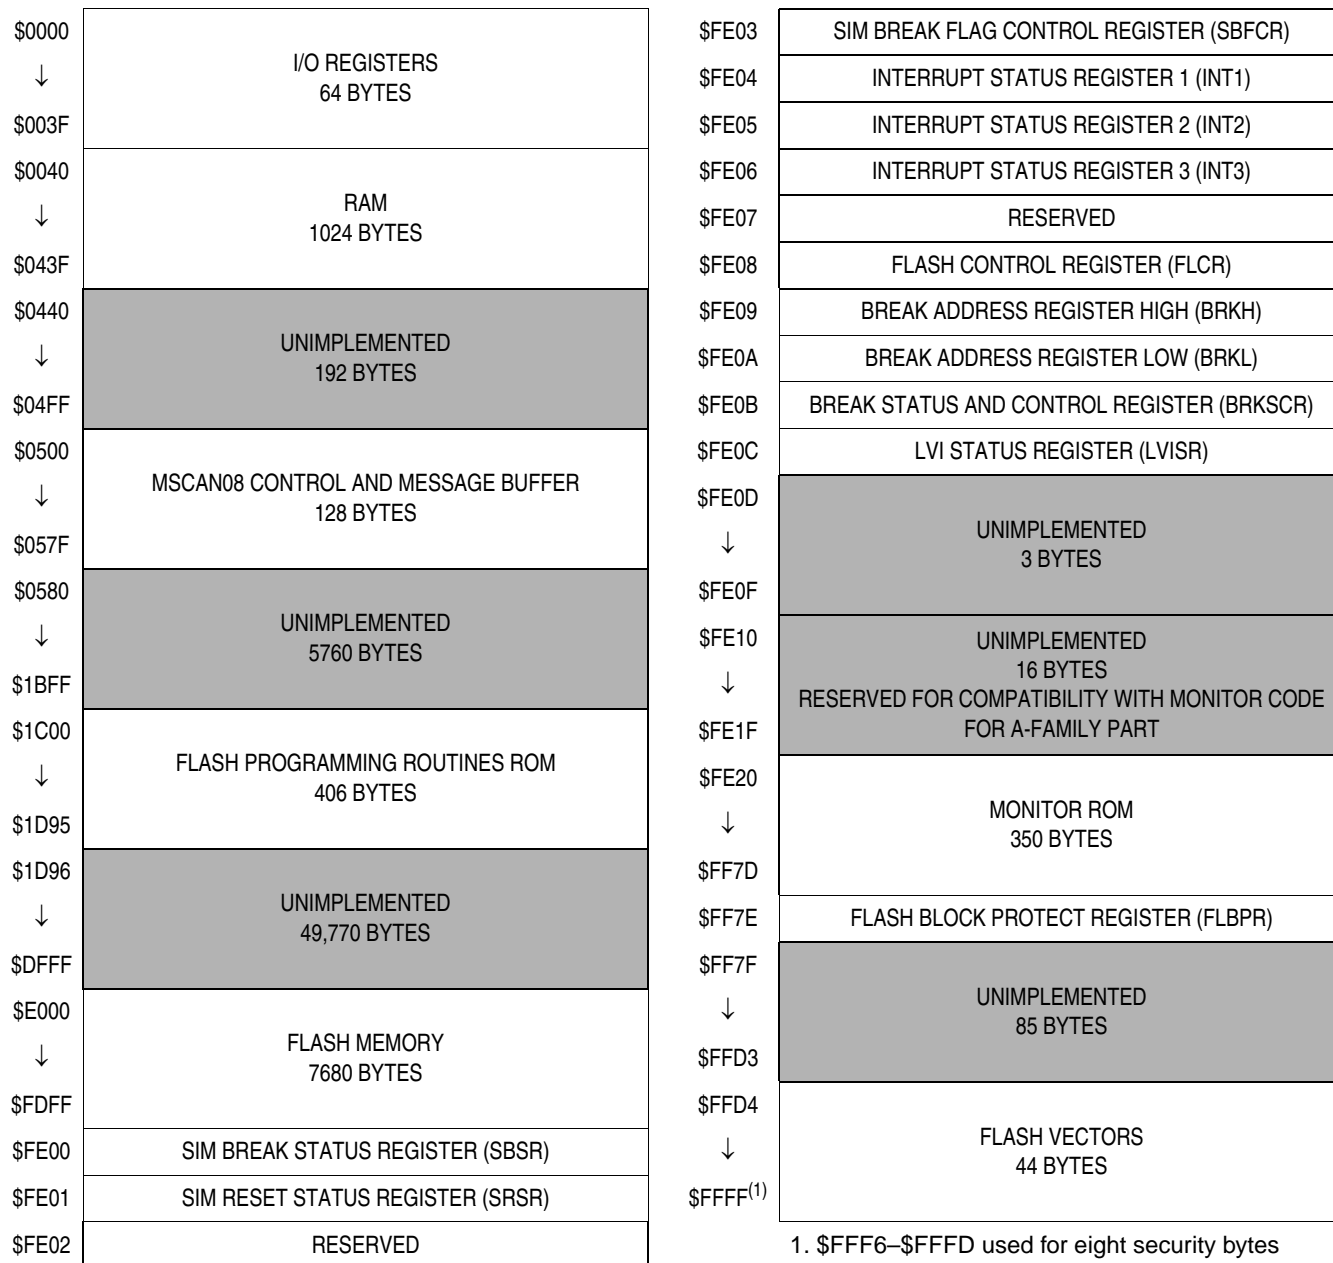 $0000
↓
$003F
I/O REGISTERS
64 BYTES
$0040
↓
$043F
RAM
1024 BYTES
$0440
↓
$04FF
UNIMPLEMENTED
192 BYTES
$0500
↓
$057F
MSCAN08 CONTROL AND MESSAGE BUFFER
128 BYTES
$0580
↓
$1BFF
UNIMPLEMENTED
5760 BYTES
$1C00
↓
$1D95
FLASH PROGRAMMING ROUTINES ROM
406 BYTES
$1D96
↓
$DFFF
UNIMPLEMENTED
49,770 BYTES
$E000
↓
$FDFF
FLASH MEMORY
7680 BYTES
$FE00 SIM BREAK STATUS REGISTER (SBSR)
$FE01 SIM RESET STATUS REGISTER (SRSR)
$FE02 RESERVED
$FE03 SIM BREAK FLAG CONTROL REGISTER (SBFCR)
$FE04 INTERRUPT STATUS REGISTER 1 (INT1)
$FE05 INTERRUPT STATUS REGISTER 2 (INT2)
$FE06 INTERRUPT STATUS REGISTER 3 (INT3)
$FE07 RESERVED
$FE08 FLASH CONTROL REGISTER (FLCR)
$FE09 BREAK ADDRESS REGISTER HIGH (BRKH)
$FE0A BREAK ADDRESS REGISTER LOW (BRKL)
$FE0B BREAK STATUS AND CONTROL REGISTER (BRKSCR)
$FE0C LVI STATUS REGISTER (LVISR)
$FE0D
↓
$FE0F
UNIMPLEMENTED
3 BYTES
$FE10
↓
$FE1F
UNIMPLEMENTED
16 BYTES
RESERVED FOR COMPATIBILITY WITH MONITOR CODE
FOR A-FAMILY PART
$FE20
↓
$FF7D
MONITOR ROM
350 BYTES
$FF7E FLASH BLOCK PROTECT REGISTER (FLBPR)
$FF7F
↓
$FFD3
UNIMPLEMENTED
85 BYTES
$FFD4
↓
$FFFF(1)
FLASH VECTORS
44 BYTES
1. $FFF6–$FFFD used for eight security bytes